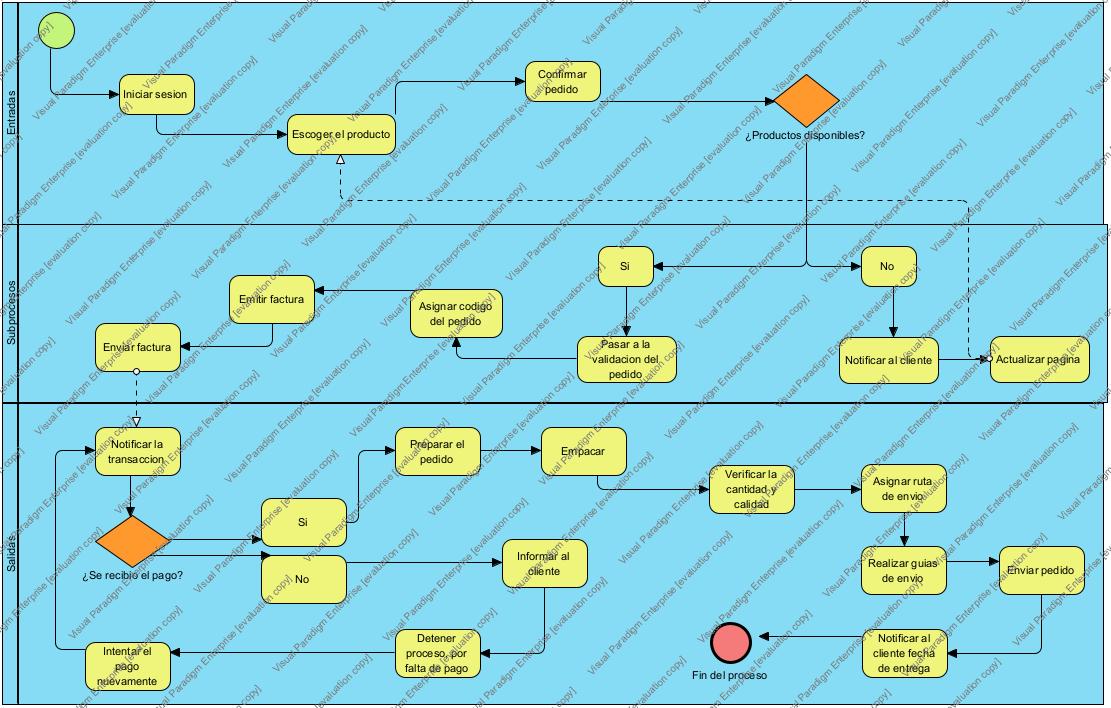 Entradas
Iniciar sesion
Escoger el producto
Confirmar
pedido
¿Productos disponibles?
Subprocesos
Si
No
Emitir factura
Asignar codigo
del pedido
Enviar factura
Pasar a la
validacion del
pedido
Notificar al cliente
Actualizar pagina
Salidas
Notificar la
transaccion
Preparar el
pedido
Empacar
Verificar la
cantidad y
calidad
Asignar ruta
de envio
Si
¿Se recibio el pago?
No
Informar al
cliente
Realizar guias
de envio
Enviar pedido
Intentar el
pago
nuevamente
Detener
proceso, por
falta de pago
Fin del proceso
Notificar al
cliente fecha
de entrega
Visual Paradigm Enterprise [evaluation copy]